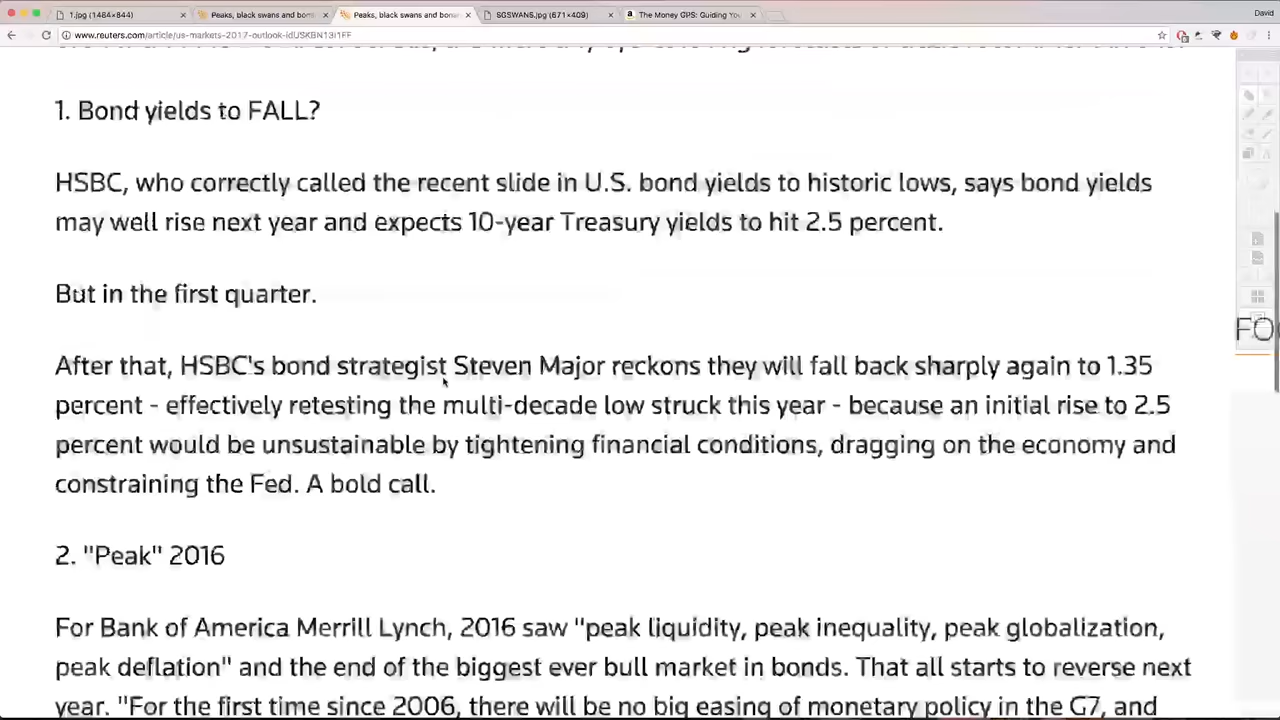 1.jpg (1484×844)
Peaks, black swans and bom
Peaks, black swans and bona
SGSWANS.jpg (671×409)
The Money GPS: Guiding You
David
www.reuters.com/article/us-markets-2017-outlook-idUSKBN13I1FF
1. Bond yields to FALL?
HSBC, who correctly called the recent slide in U.S. bond yields to historic lows, says bond yields
may well rise next year and expects 10-year Treasury yields to hit 2.5 percent.
But in the first quarter.
After that, HSBC's bond strategist Steven Major reckons they will fall back sharply again to 1.35
percent - effectively retesting the multi-decade low struck this year - because an initial rise to 2.5
percent would be unsustainable by tightening financial conditions, dragging on the economy and
constraining the Fed. A bold call.
2. "Peak" 2016
For Bank of America Merrill Lynch, 2016 saw "peak liquidity, peak inequality, peak globalization,
peak deflation" and the end of the biggest ever bull market in bonds. That all starts to reverse next
year. "For the first time since 2006, there will be no big easing of monetary policy in the G7, and
FO